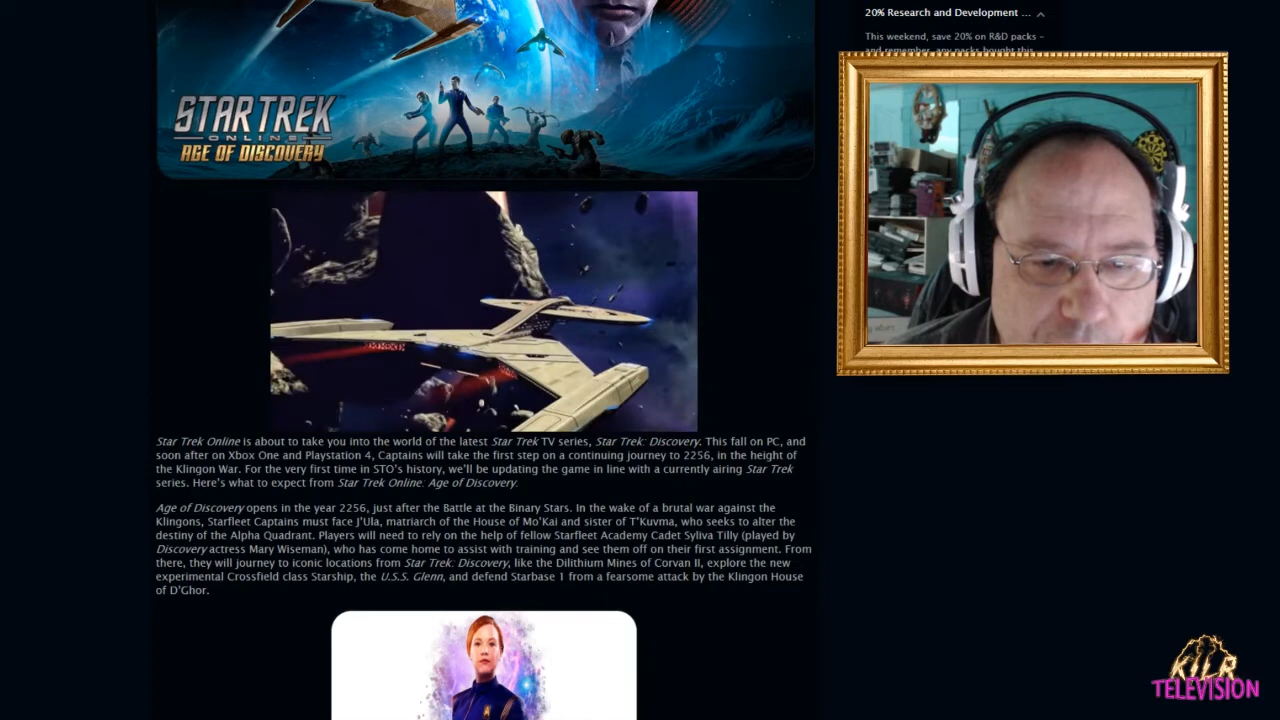 20% Research and Development ...
This weekend, save 20% on R&D packs –
and remember, any packs bought this
STAR TREK
ONLINE
AGE OF DISCOVERY
Star Trek Online is about to take you into the world of the latest Star Trek TV series, Star Trek: Discovery. This fall on PC, and
soon after on Xbox One and Playstation 4, Captains will take the first step on a continuing journey to 2256, in the height of
the Klingon War. For the very first time in STO's history, we'll be updating the game in line with a currently airing Star Trek
series. Here's what to expect from Star Trek Online: Age of Discovery.
Age of Discovery opens in the year 2256, just after the Battle at the Binary Stars. In the wake of a brutal war against the
Klingons, Starfleet Captains must face J'Ula, matriarch of the House of Mo'Kai and sister of T'Kuvma, who seeks to alter the
destiny of the Alpha Quadrant. Players will need to rely on the help of fellow Starfleet Academy Cadet Syliva Tilly (played by
Discovery actress Mary Wiseman), who has come home to assist with training and see them off on their first assignment. From
there, they will journey to iconic locations from Star Trek: Discovery, like the Dilithium Mines of Corvan II, explore the new
experimental Crossfield class Starship, the U.S.S. Glenn, and defend Starbase 1 from a fearsome attack by the Klingon House
of D'Ghor.
KILR
TELEVISION